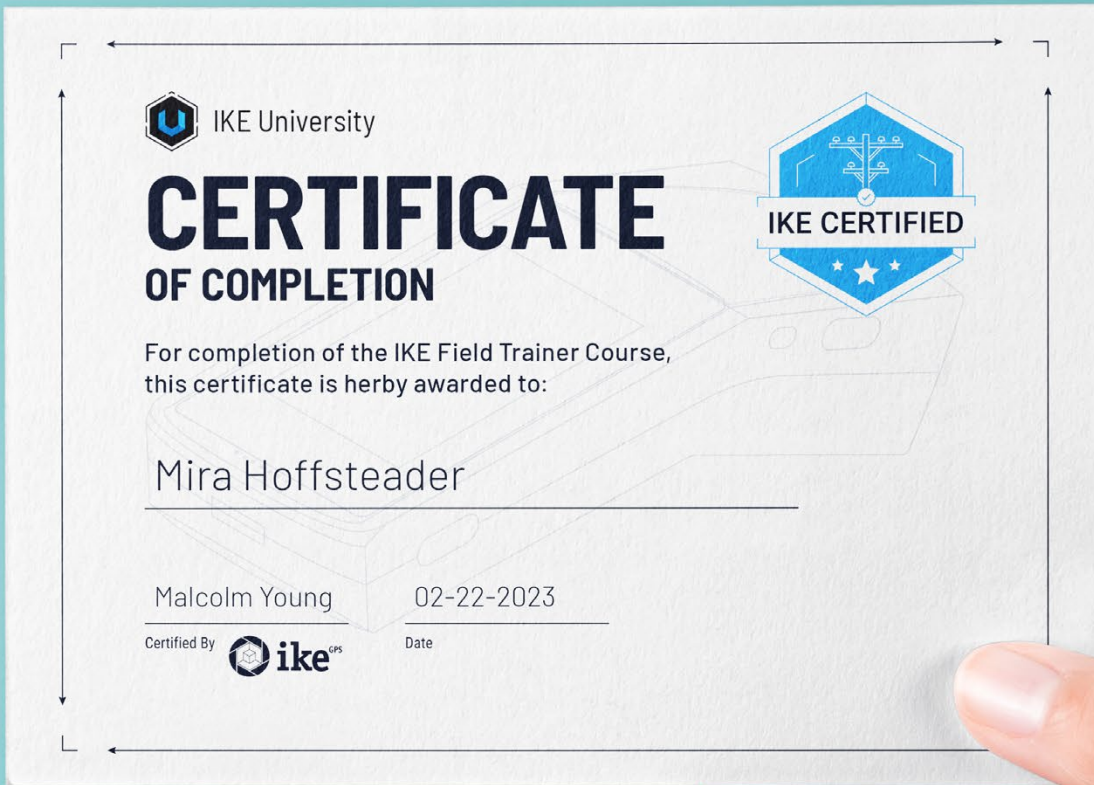 IKE University
CERTIFICATE
OF COMPLETION
IKE CERTIFIED
For completion of the IKE Field Trainer Course,
this certificate is herby awarded to:
Mira Hoffsteader
Malcolm Young
02-22-2023
Certified By
ike GPS
Date